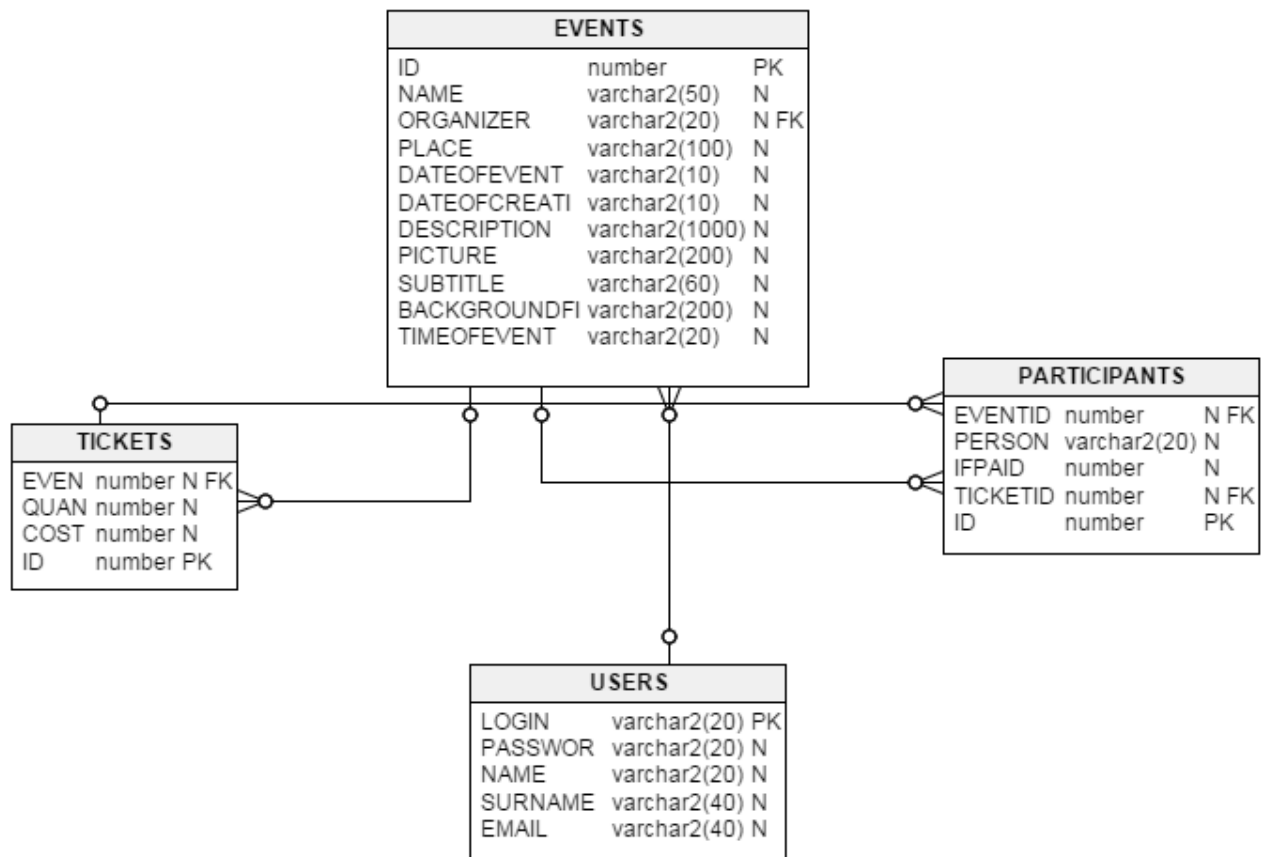 EVENTS
ID number PK
NAME varchar2(50) N
ORGANIZER varchar2(20) N FK
PLACE varchar2(100) N
DATEOFEVENT varchar2(10) N
DATEOFCREATI varchar2(10) N
DESCRIPTION varchar2(1000) N
PICTURE varchar2(200) N
SUBTITLE varchar2(60) N
BACKGROUNDFI varchar2(200) N
TIMEOFEVENT varchar2(20) N
PARTICIPANTS
EVENTID number N FK
PERSON varchar2(20) N
IFPAID number N
TICKETID number N FK
ID number PK
TICKETS
EVEN number N FK
QUAN number N
COST number N
ID number PK
USERS
LOGIN varchar2(20) PK
PASSWOR varchar2(20) N
NAME varchar2(20) N
SURNAME varchar2(40) N
EMAIL varchar2(40) N